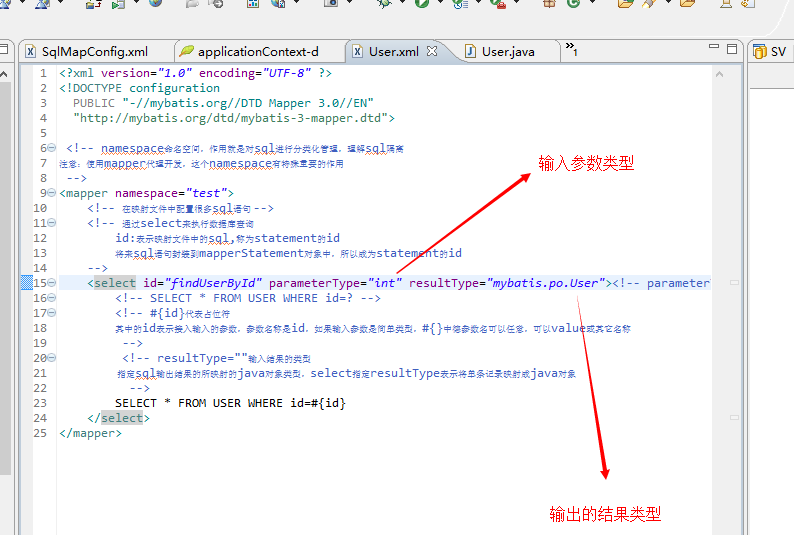 SqlMapConfig.xml
applicationContext-d
User.xml
User.java
»1
SV
1 <?xml version="1.0" encoding="UTF-8" ?>
2 <!DOCTYPE configuration
3 PUBLIC "-//mybatis.org//DTD Mapper 3.0//EN"
4 "http://mybatis.org/dtd/mybatis-3-mapper.dtd">
5
6 <!-- namespace命名空间，作用就是对sql进行分类化管理，理解sql隔离
7 注意：使用mapper代理开发，这个namespace有特殊重要的作用
8 -->
9 <mapper namespace="test">
10 <!-- 在映射文件中配置很多sql语句 -->
11 <!-- 通过select来执行数据库查询
12 id:表示映射文件中的sql,称为statement的id
13 将来sql语句封装到mapperStatement对象中，所以成为statement的id
14 -->
15 <select id="findUserById" parameterType="int" resultType="mybatis.po.User"><!-- parameter
16 <!-- SELECT * FROM USER WHERE id=? -->
17 <!-- #{id}代表占位符
18 其中的id表示接入输入的参数，参数名称是id，如果输入参数是简单类型，#{}中德参数名可以任意，可以value或其它名称
19 -->
20 <!-- resultType=""输入结果的类型
21 指定sql输出结果的所映射的java对象类型，select指定resultType表示将单条记录映射成java对象
22 -->
23 SELECT * FROM USER WHERE id=#{id}
24 </select>
25 </mapper>
输入参数类型
输出的结果类型